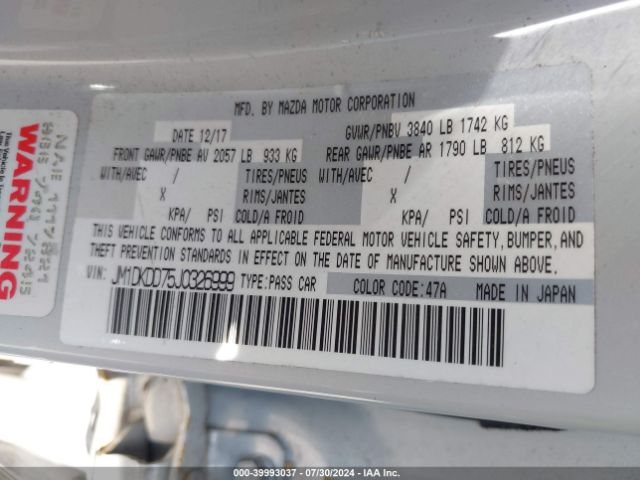 MFD. BY MAZDA MOTOR CORPORATION
DATE 12/17 GVWR/PNBV 3840 LB 1742 KG
FRONT GAWR/PNBE AV 2057 LB 933 KG REAR GAWR/PNBE AR 1790 LB 812 KG
WITH/AVEC / TIRES/PNEUS WITH/AVEC / TIRES/PNEUS
X RIMS/JANTES X RIMS/JANTES
KPA/ PSI COLD/A FROID KPA/ PSI COLD/A FROID
THIS VEHICLE CONFORMS TO ALL APPLICABLE FEDERAL MOTOR VEHICLE SAFETY, BUMPER, AND
THEFT PREVENTION STANDARDS IN EFFECT ON THE DATE OF MANUFACTURE SHOWN ABOVE.
VIN: JM1DKDD75J0326999 TYPE:PASS CAR COLOR CODE:47A MADE IN JAPAN
WARNING
This Vehicle
000-39993037 - 07/30/2024 - IAA Inc.